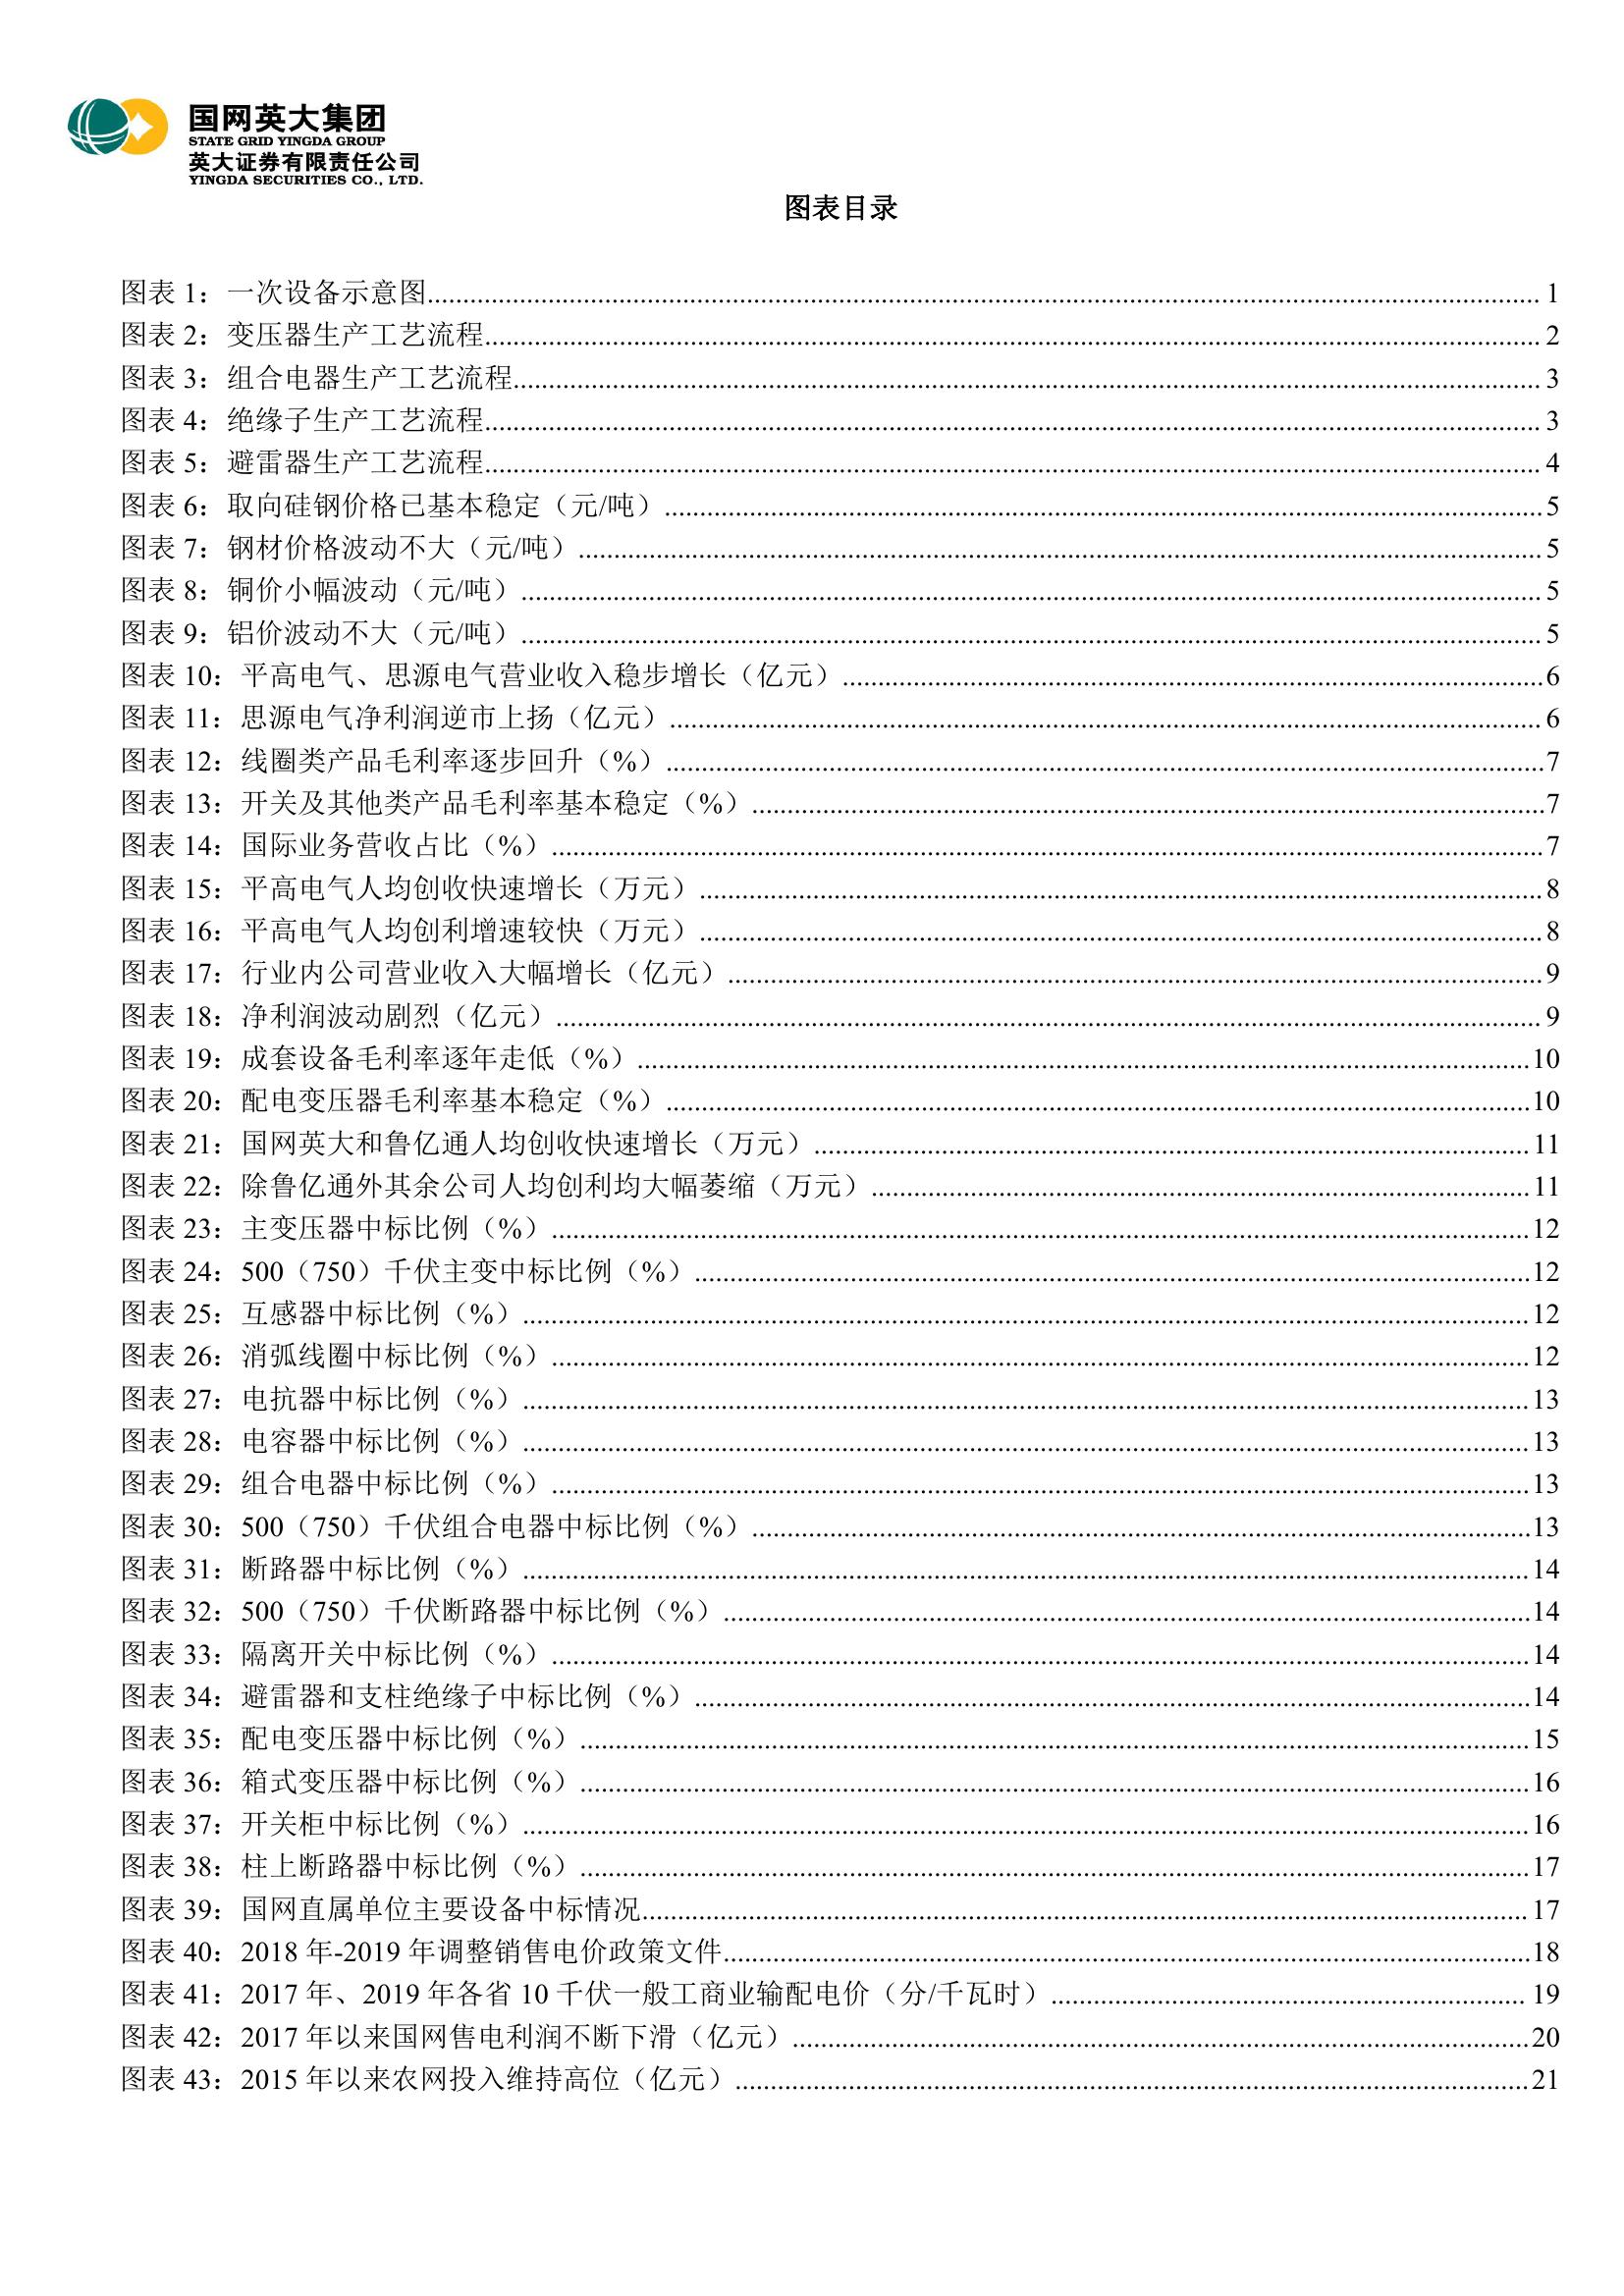 国网英大集团
STATE GRID YINGDA GROUP
英大证券有限责任公司
YINGDA SECURITIES CO., LTD.
图表目录
图表 1：一次设备示意图 1
图表 2：变压器生产工艺流程 2
图表 3：组合电器生产工艺流程 3
图表 4：绝缘子生产工艺流程 3
图表 5：避雷器生产工艺流程 4
图表 6：取向硅钢价格已基本稳定（元/吨） 5
图表 7：钢材价格波动不大（元/吨） 5
图表 8：铜价小幅波动（元/吨） 5
图表 9：铝价波动不大（元/吨） 5
图表 10：平高电气、思源电气营业收入稳步增长（亿元） 6
图表 11：思源电气净利润逆市上扬（亿元） 6
图表 12：线圈类产品毛利率逐步回升（%） 7
图表 13：开关及其他类产品毛利率基本稳定（%） 7
图表 14：国际业务营收占比（%） 7
图表 15：平高电气人均创收快速增长（万元） 8
图表 16：平高电气人均创利增速较快（万元） 8
图表 17：行业内公司营业收入大幅增长（亿元） 9
图表 18：净利润波动剧烈（亿元） 9
图表 19：成套设备毛利率逐年走低（%） 10
图表 20：配电变压器毛利率基本稳定（%） 10
图表 21：国网英大和鲁亿通人均创收快速增长（万元） 11
图表 22：除鲁亿通外其余公司人均创利均大幅萎缩（万元） 11
图表 23：主变压器中标比例（%） 12
图表 24：500（750）千伏主变中标比例（%） 12
图表 25：互感器中标比例（%） 12
图表 26：消弧线圈中标比例（%） 12
图表 27：电抗器中标比例（%） 13
图表 28：电容器中标比例（%） 13
图表 29：组合电器中标比例（%） 13
图表 30：500（750）千伏组合电器中标比例（%） 13
图表 31：断路器中标比例（%） 14
图表 32：500（750）千伏断路器中标比例（%） 14
图表 33：隔离开关中标比例（%） 14
图表 34：避雷器和支柱绝缘子中标比例（%） 14
图表 35：配电变压器中标比例（%） 15
图表 36：箱式变压器中标比例（%） 16
图表 37：开关柜中标比例（%） 16
图表 38：柱上断路器中标比例（%） 17
图表 39：国网直属单位主要设备中标情况 17
图表 40：2018 年-2019 年调整销售电价政策文件 18
图表 41：2017 年、2019 年各省 10 千伏一般工商业输配电价（分/千瓦时） 19
图表 42：2017 年以来国网售电利润不断下滑（亿元） 20
图表 43：2015 年以来农网投入维持高位（亿元） 21